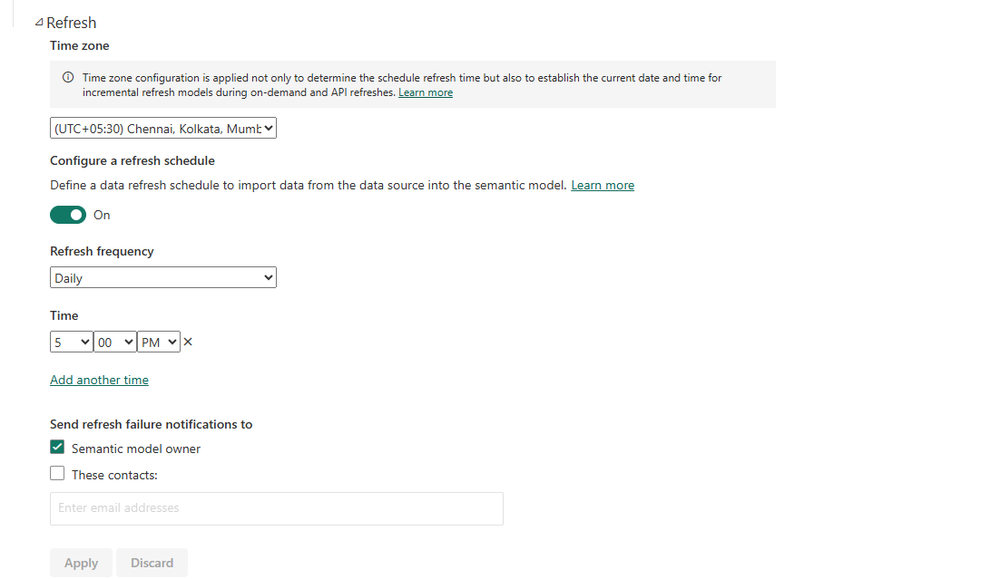 Refresh
Time zone
Time zone configuration is applied not only to determine the schedule refresh time but also to establish the current date and time for
incremental refresh models during on-demand and API refreshes. Learn more
(UTC+05:30) Chennai, Kolkata, Mumb
Configure a refresh schedule
Define a data refresh schedule to import data from the data source into the semantic model. Learn more
On
Refresh frequency
Daily
Time
5 00 PM
Add another time
Send refresh failure notifications to
Semantic model owner
These contacts:
Enter email addresses
Apply Discard